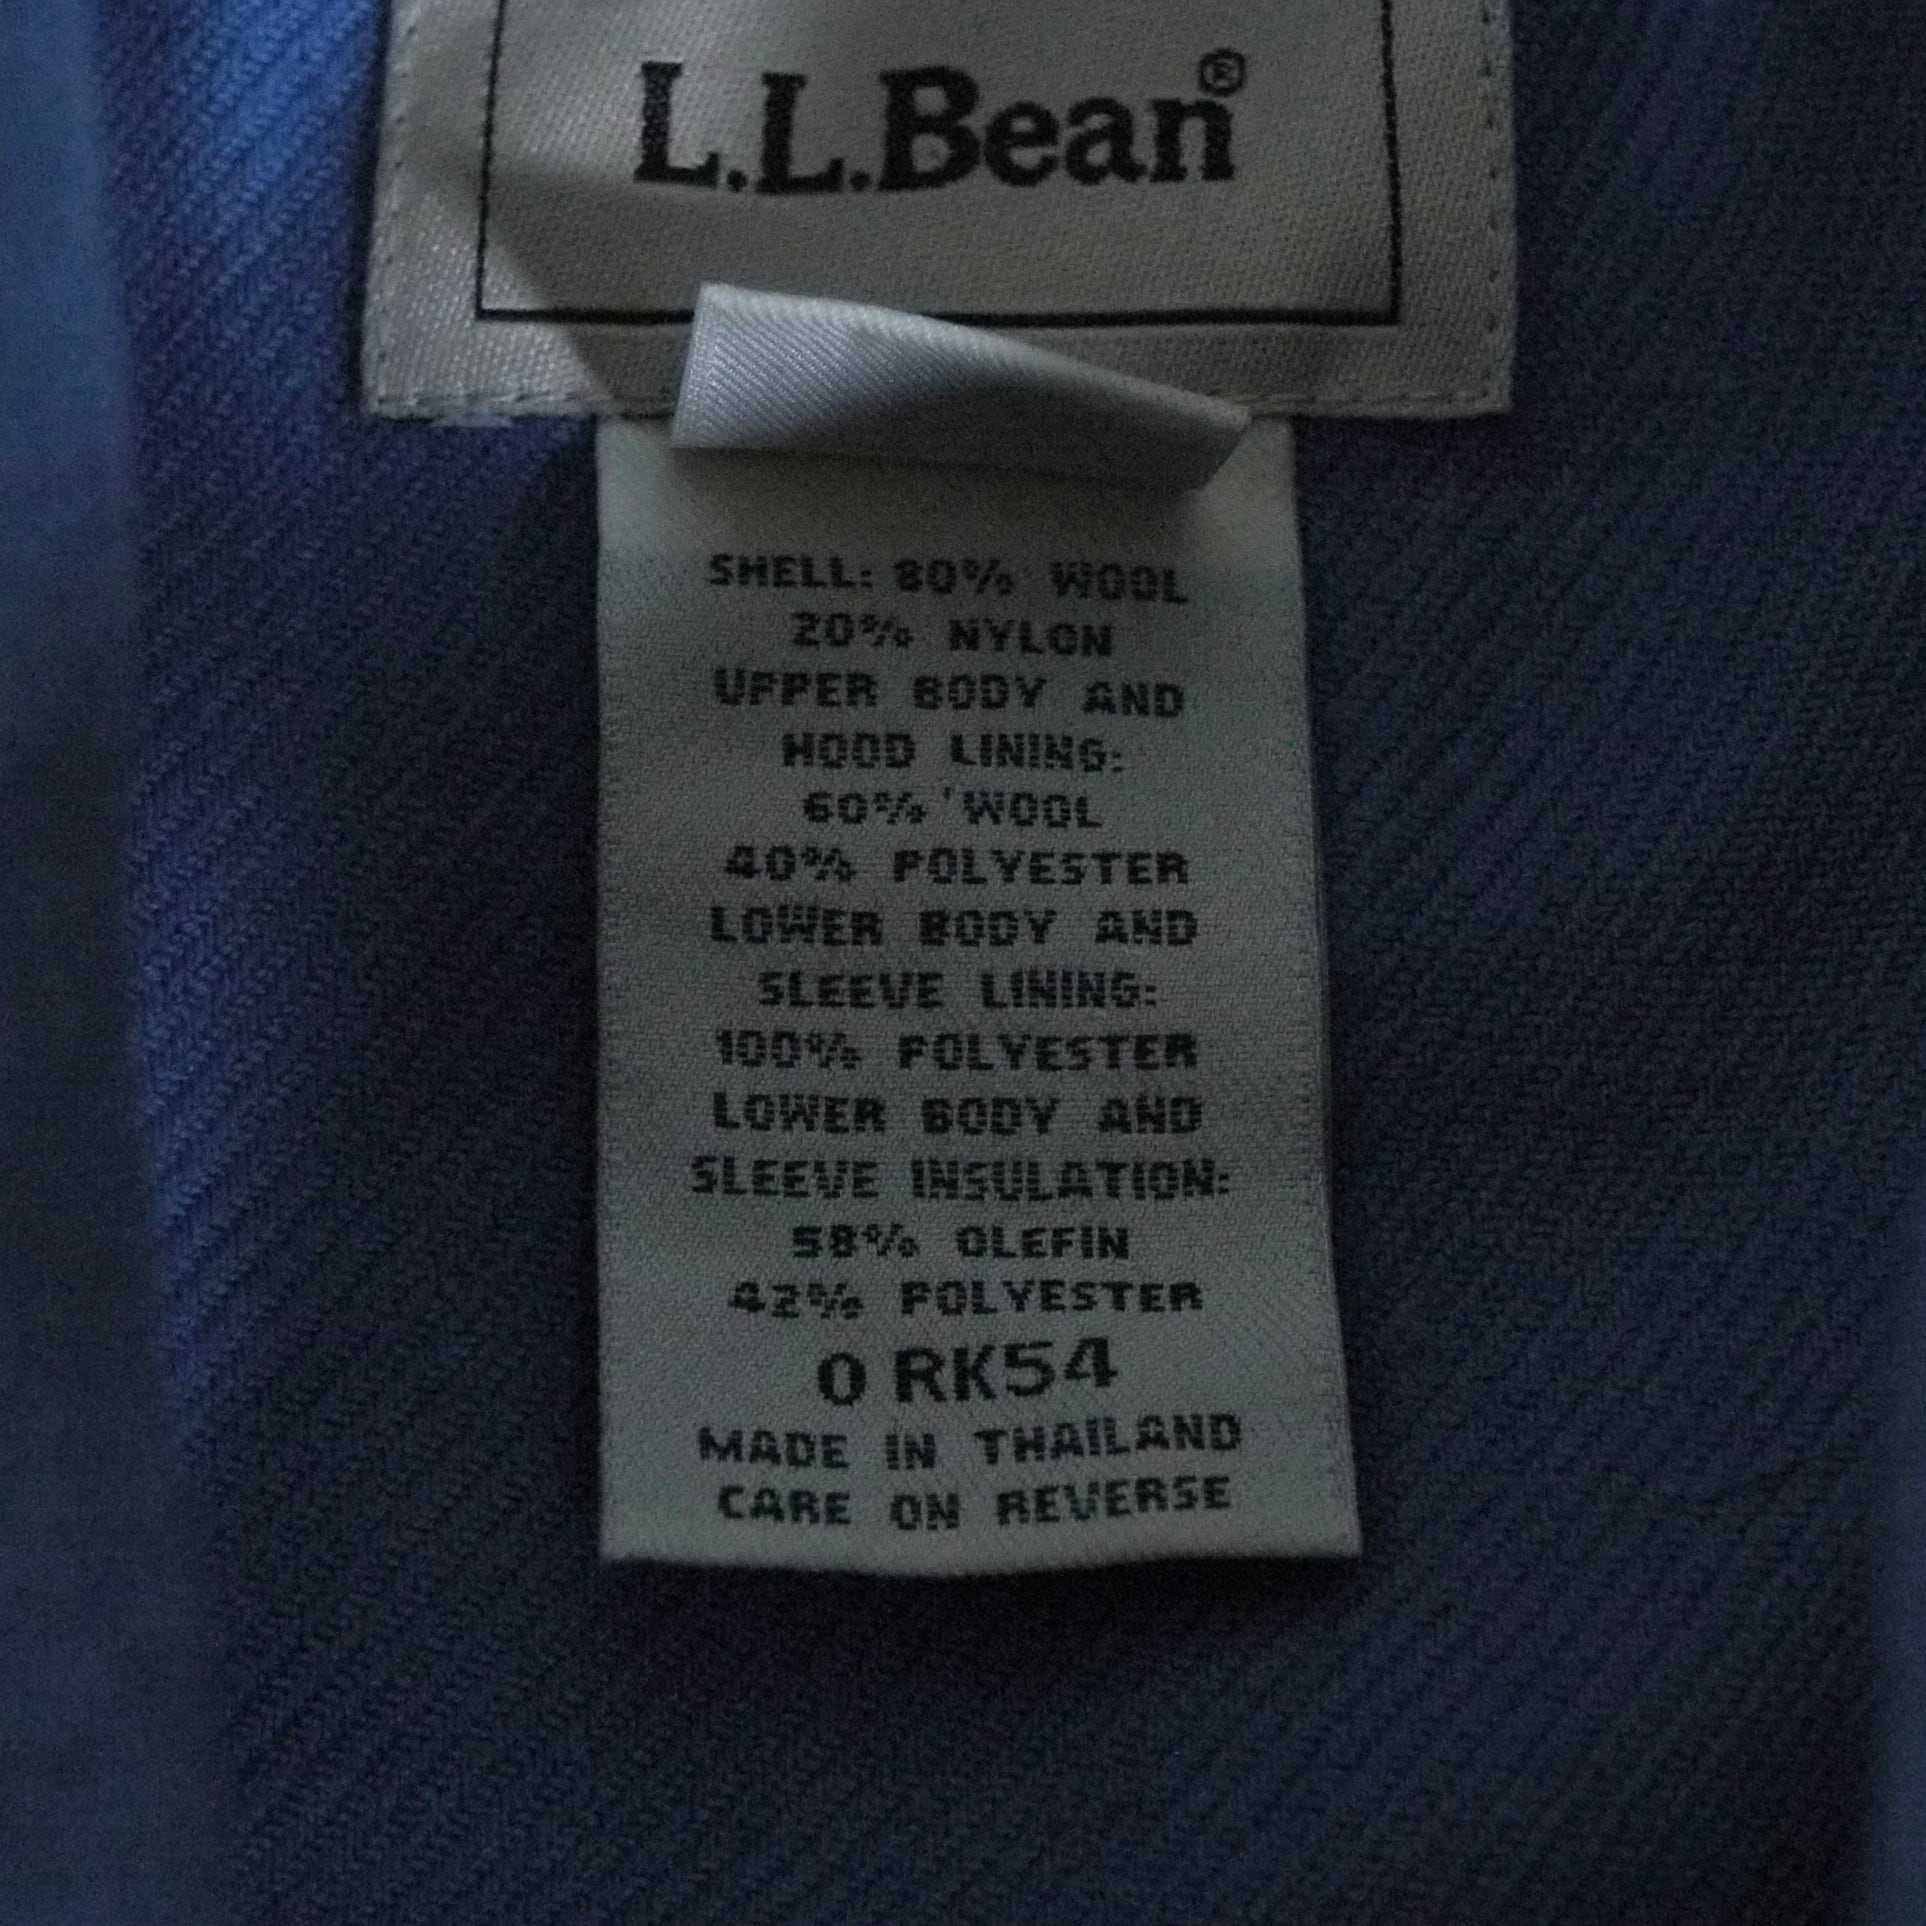 L.L.Bean®
SHELL: 80% WOOL
20% NYLON
UPPER BODY AND
HOOD LINING:
60% WOOL
40% POLYESTER
LOWER BODY AND
SLEEVE LINING:
100% POLYESTER
LOWER BODY AND
SLEEVE INSULATION:
58% OLEFIN
42% POLYESTER
0 RK54
MADE IN THAILAND
CARE ON REVERSE